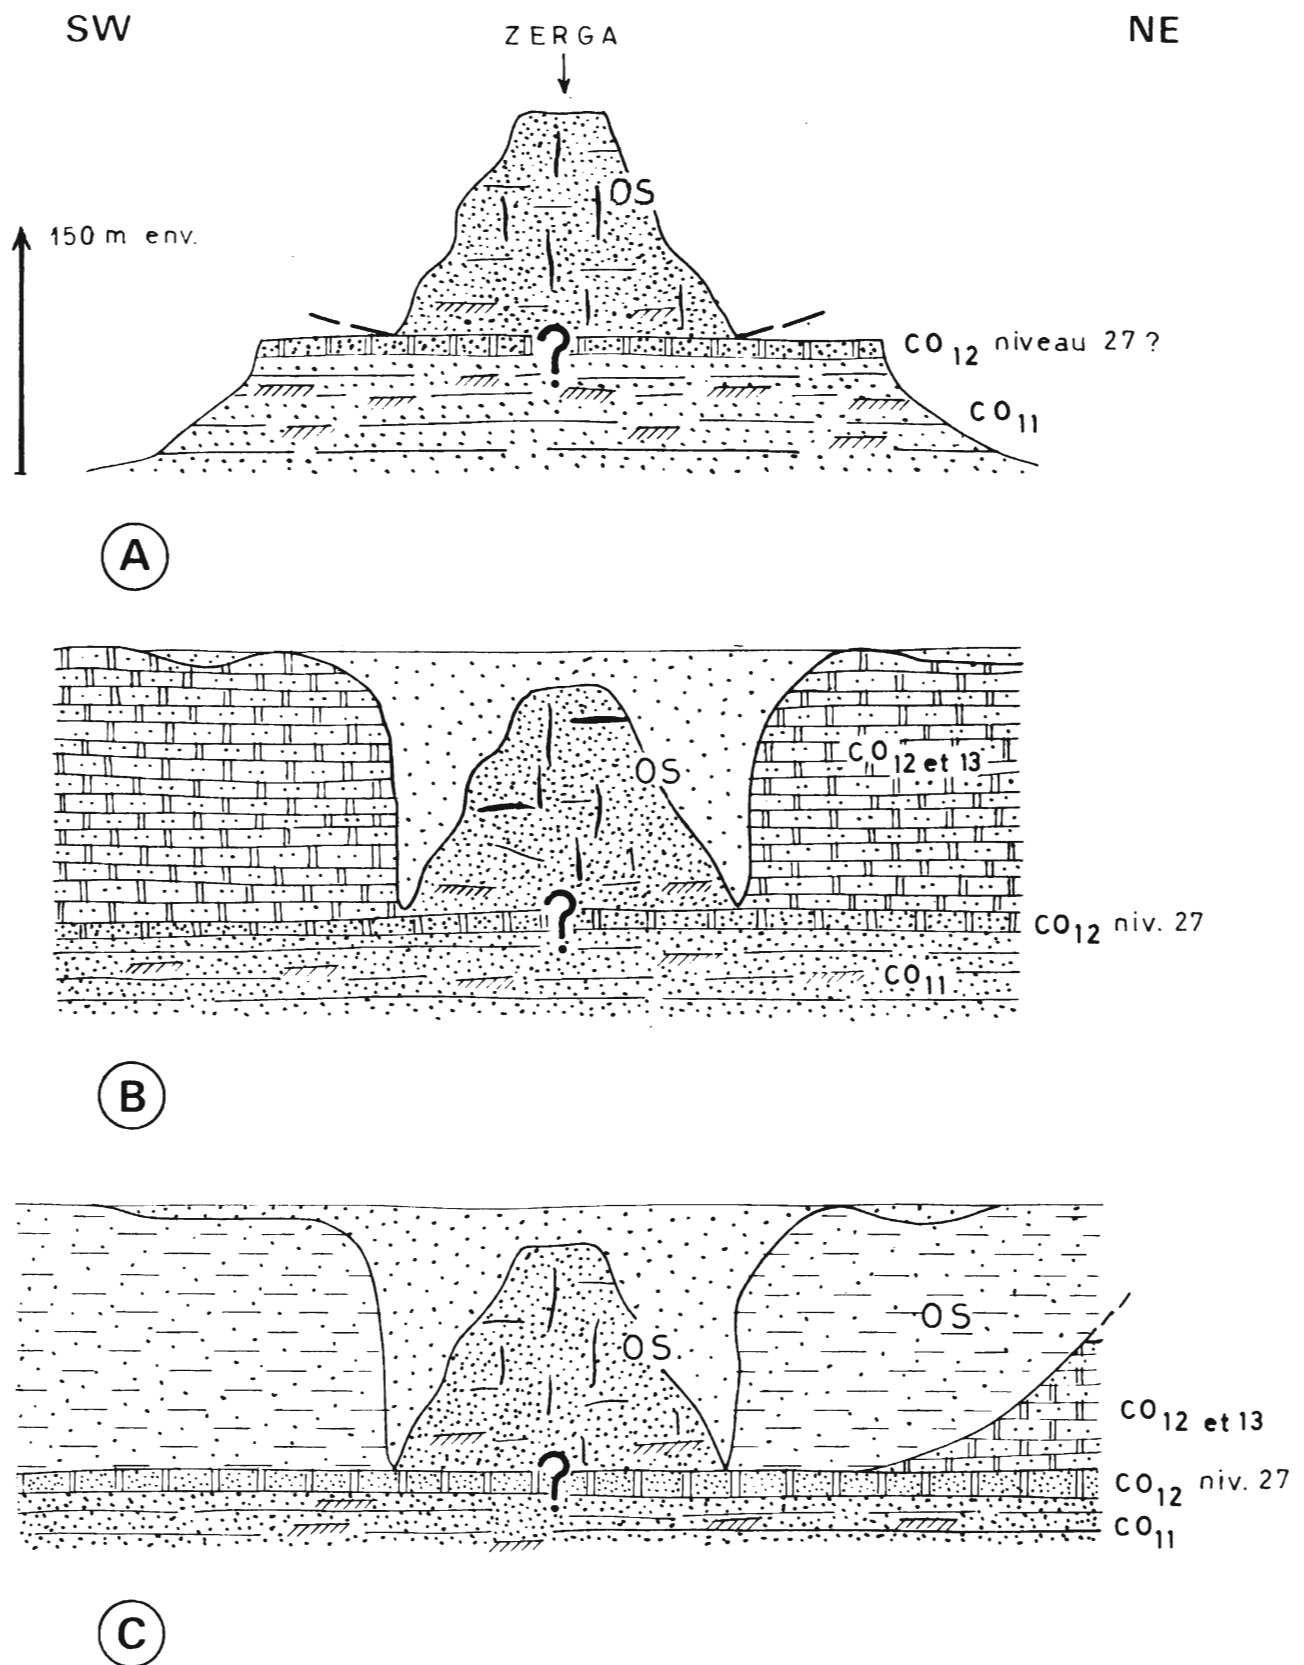 SW
ZERGA
NE
OS
150 m env.
?
CO12 niveau 27 ?
CO11
A
CO12 et 13
OS
?
CO12 niv. 27
CO11
B
OS
OS
CO12 et 13
?
CO12 niv. 27
CO11
C